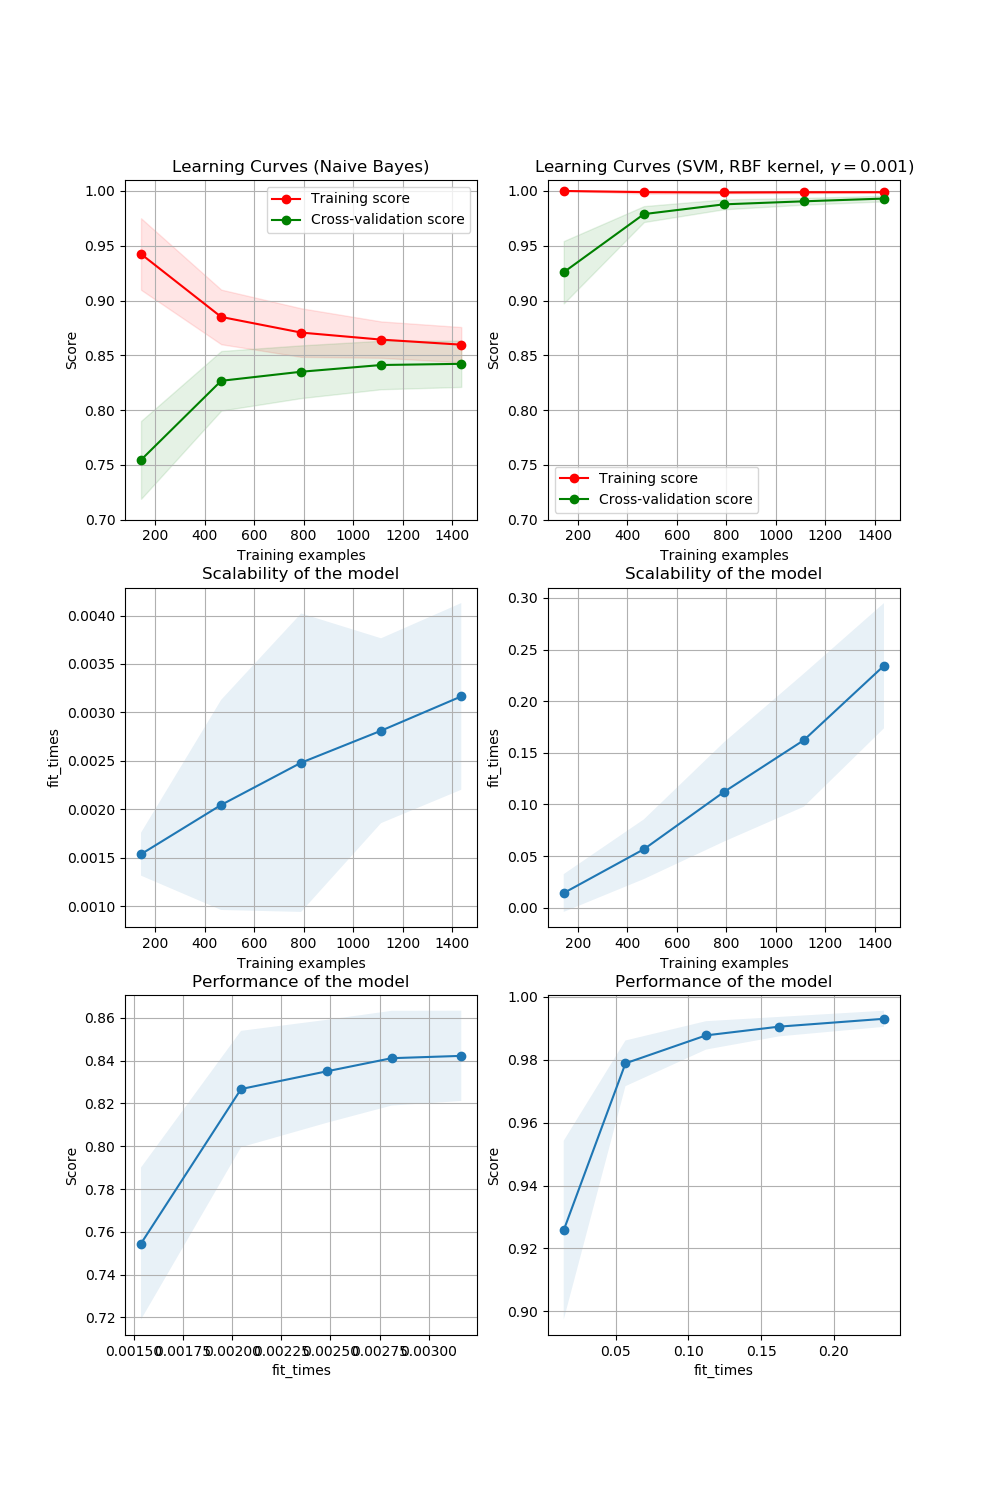 Learning Curves (Naive Bayes)
1.00
0.95
0.90
0.85
0.80
0.75
0.70
Score
Training score
Cross-validation score
200 400 600 800 1000 1200 1400
Training examples
Learning Curves (SVM, RBF kernel, γ = 0.001)
1.00
0.95
0.90
0.85
0.80
0.75
0.70
Score
Training score
Cross-validation score
200 400 600 800 1000 1200 1400
Training examples
Scalability of the model
0.0040
0.0035
0.0030
0.0025
0.0020
0.0015
0.0010
fit_times
200 400 600 800 1000 1200 1400
Training examples
Scalability of the model
0.30
0.25
0.20
0.15
0.10
0.05
0.00
fit_times
200 400 600 800 1000 1200 1400
Training examples
Performance of the model
0.86
0.84
0.82
0.80
0.78
0.76
0.74
0.72
Score
0.00150 0.00175 0.00200 0.00225 0.00250 0.00275 0.00300
fit_times
Performance of the model
1.00
0.98
0.96
0.94
0.92
0.90
Score
0.05 0.10 0.15 0.20
fit_times